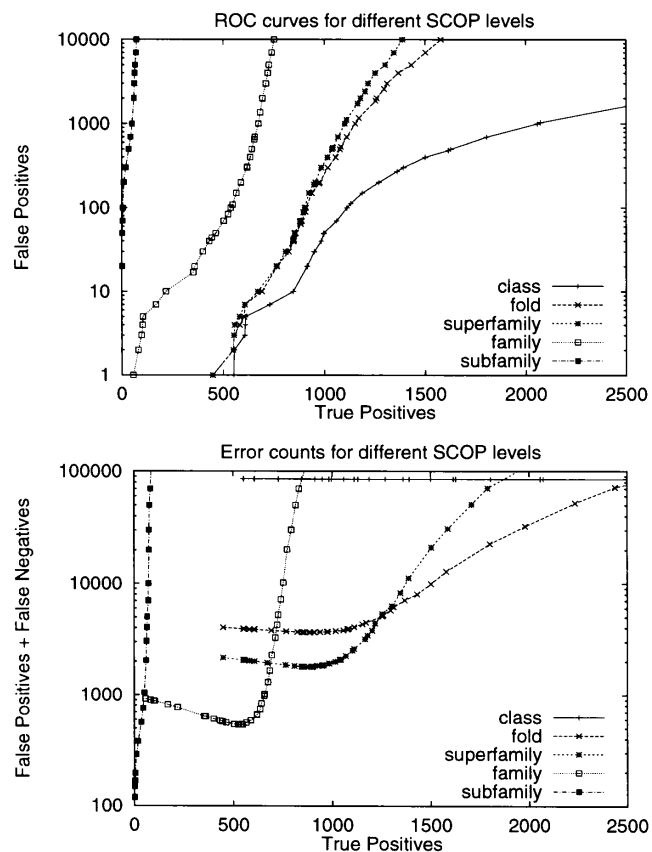 ROC curves for different SCOP levels
10000
1000
100
10
1
False Positives
class
fold
superfamily
family
subfamily
0 500 1000 1500 2000 2500
True Positives
Error counts for different SCOP levels
100000
10000
1000
100
False Positives + False Negatives
class
fold
superfamily
family
subfamily
0 500 1000 1500 2000 2500
True Positives